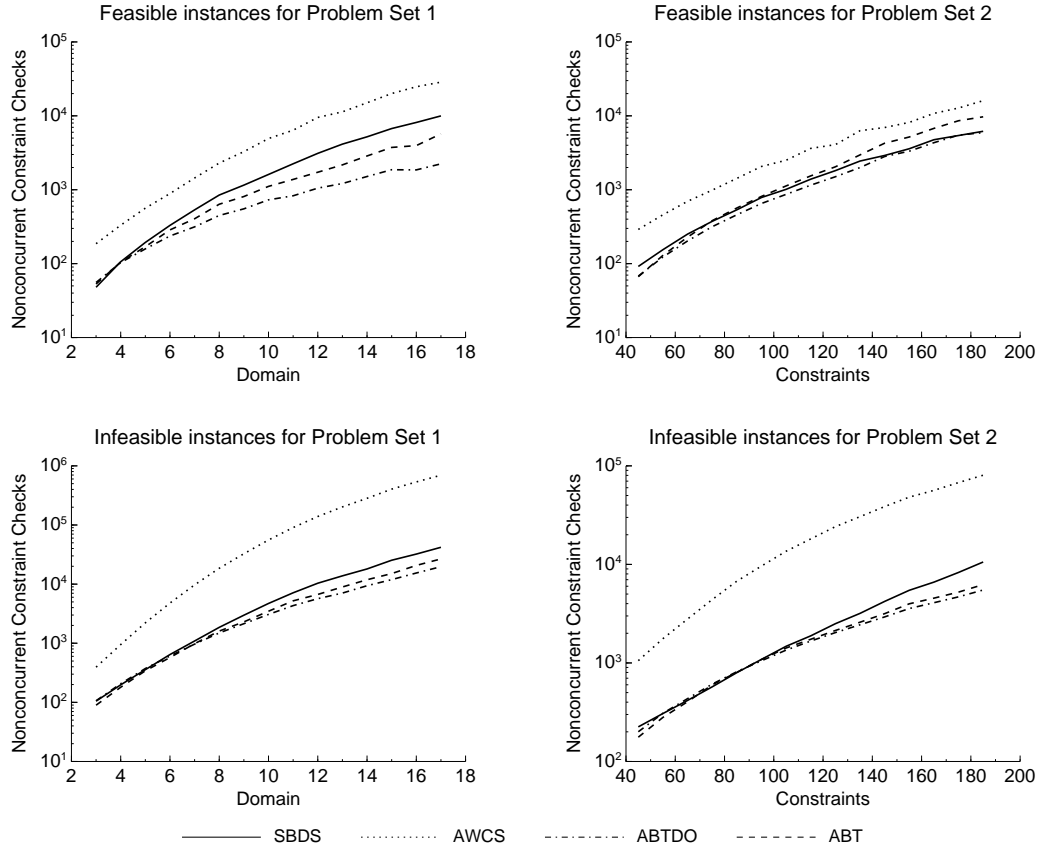 Feasible instances for Problem Set 1
Nonconcurrent Constraint Checks
10^5
10^4
10^3
10^2
10^1
2 4 6 8 10 12 14 16 18
Domain
Feasible instances for Problem Set 2
Nonconcurrent Constraint Checks
10^5
10^4
10^3
10^2
10^1
40 60 80 100 120 140 160 180 200
Constraints
Infeasible instances for Problem Set 1
Nonconcurrent Constraint Checks
10^6
10^5
10^4
10^3
10^2
10^1
2 4 6 8 10 12 14 16 18
Domain
Infeasible instances for Problem Set 2
Nonconcurrent Constraint Checks
10^5
10^4
10^3
10^2
40 60 80 100 120 140 160 180 200
Constraints
SBDS AWCS ABTDO ABT